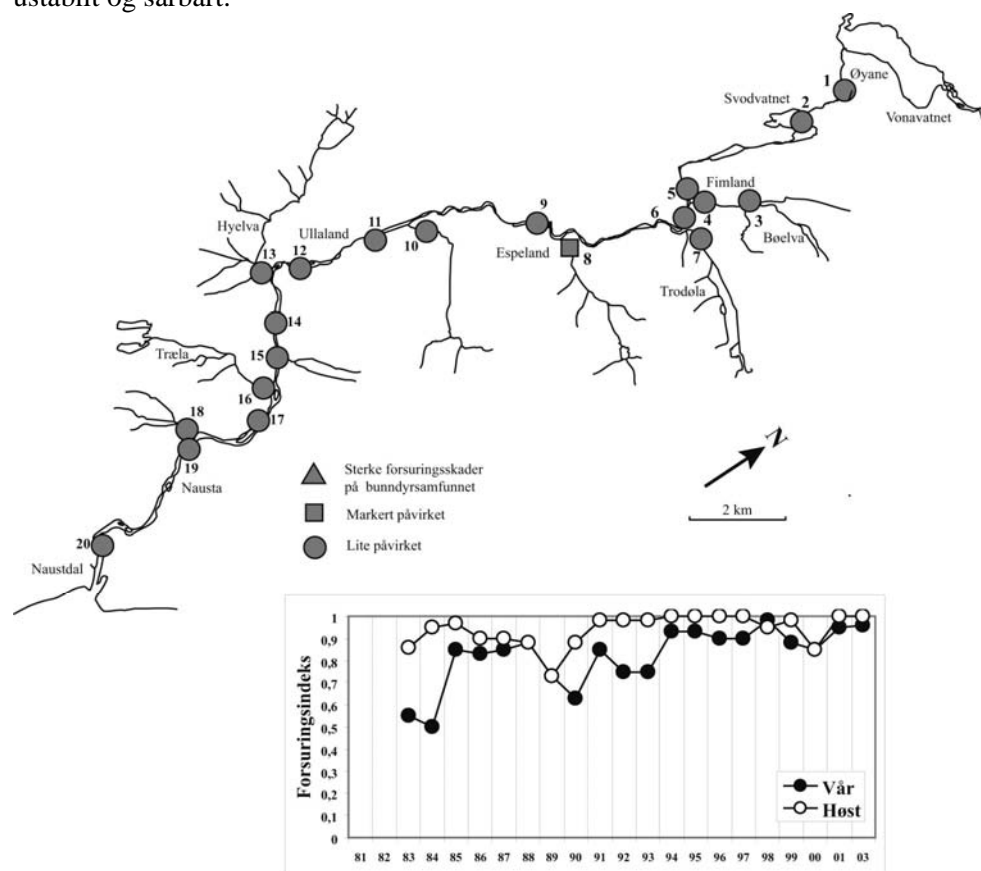 ustabilt og sårbart.
1
Øyane
Svodvatnet
2
Vonavatnet
5
Fimland
9
6
4
3
Bøelva
Hyelva
Ullaland
11
10
Espeland
8
7
13
12
Trodøla
14
Træla
15
16
18
17
19
N
Nausta
Sterke forsuringsskader
på bunndyrsamfunnet
2 km
Markert påvirket
20
Lite påvirket
Naustdal
Forsuringsindeks
1
0,9
0,8
0,7
0,6
0,5
0,4
0,3
0,2
0,1
0
Vår
Høst
81 82 83 84 85 86 87 88 89 90 91 92 93 94 95 96 97 98 99 00 01 03